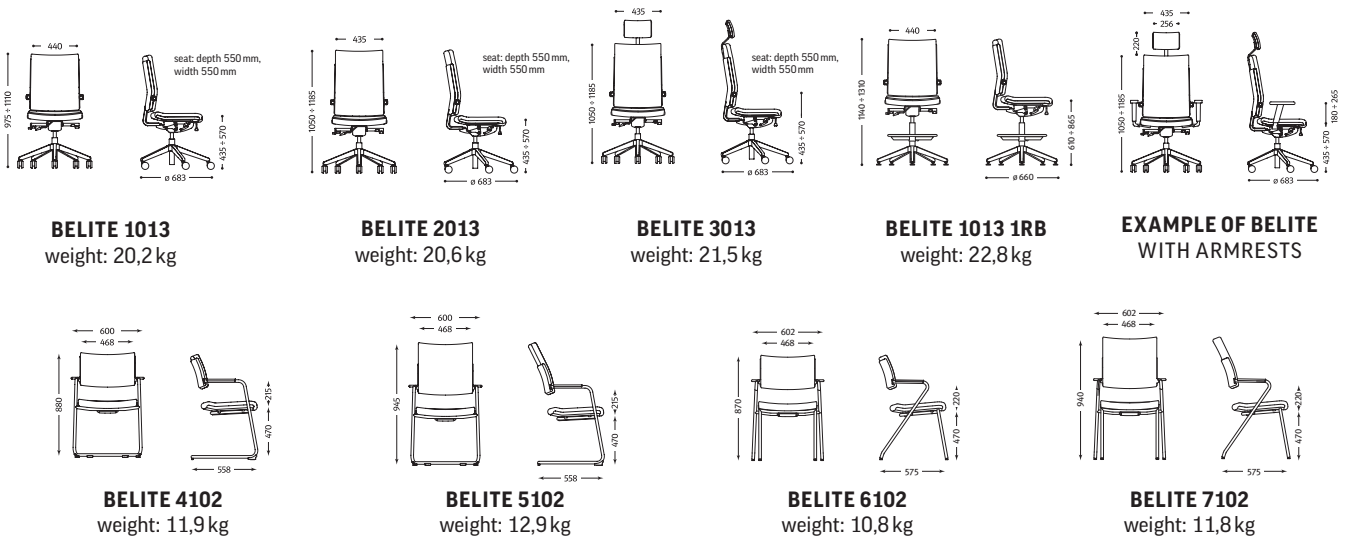 440
975 ÷ 1110
seat: depth 550 mm,
width 550 mm
435 ÷ 570
ø 683
BELITE 1013
weight: 20,2 kg
435
1050 ÷ 1185
seat: depth 550 mm,
width 550 mm
435 ÷ 570
ø 683
BELITE 2013
weight: 20,6 kg
435
1050 ÷ 1185
seat: depth 550 mm,
width 550 mm
435 ÷ 570
ø 683
BELITE 3013
weight: 21,5 kg
440
1140 ÷ 1310
610 ÷ 865
ø 660
BELITE 1013 1RB
weight: 22,8 kg
435
256
220
1050 ÷ 1185
180 ÷ 265
435 ÷ 570
ø 683
EXAMPLE OF BELITE
WITH ARMRESTS
600
468
880
215
470
558
BELITE 4102
weight: 11,9 kg
600
468
945
215
470
558
BELITE 5102
weight: 12,9 kg
602
468
870
220
470
575
BELITE 6102
weight: 10,8 kg
602
468
940
220
470
575
BELITE 7102
weight: 11,8 kg